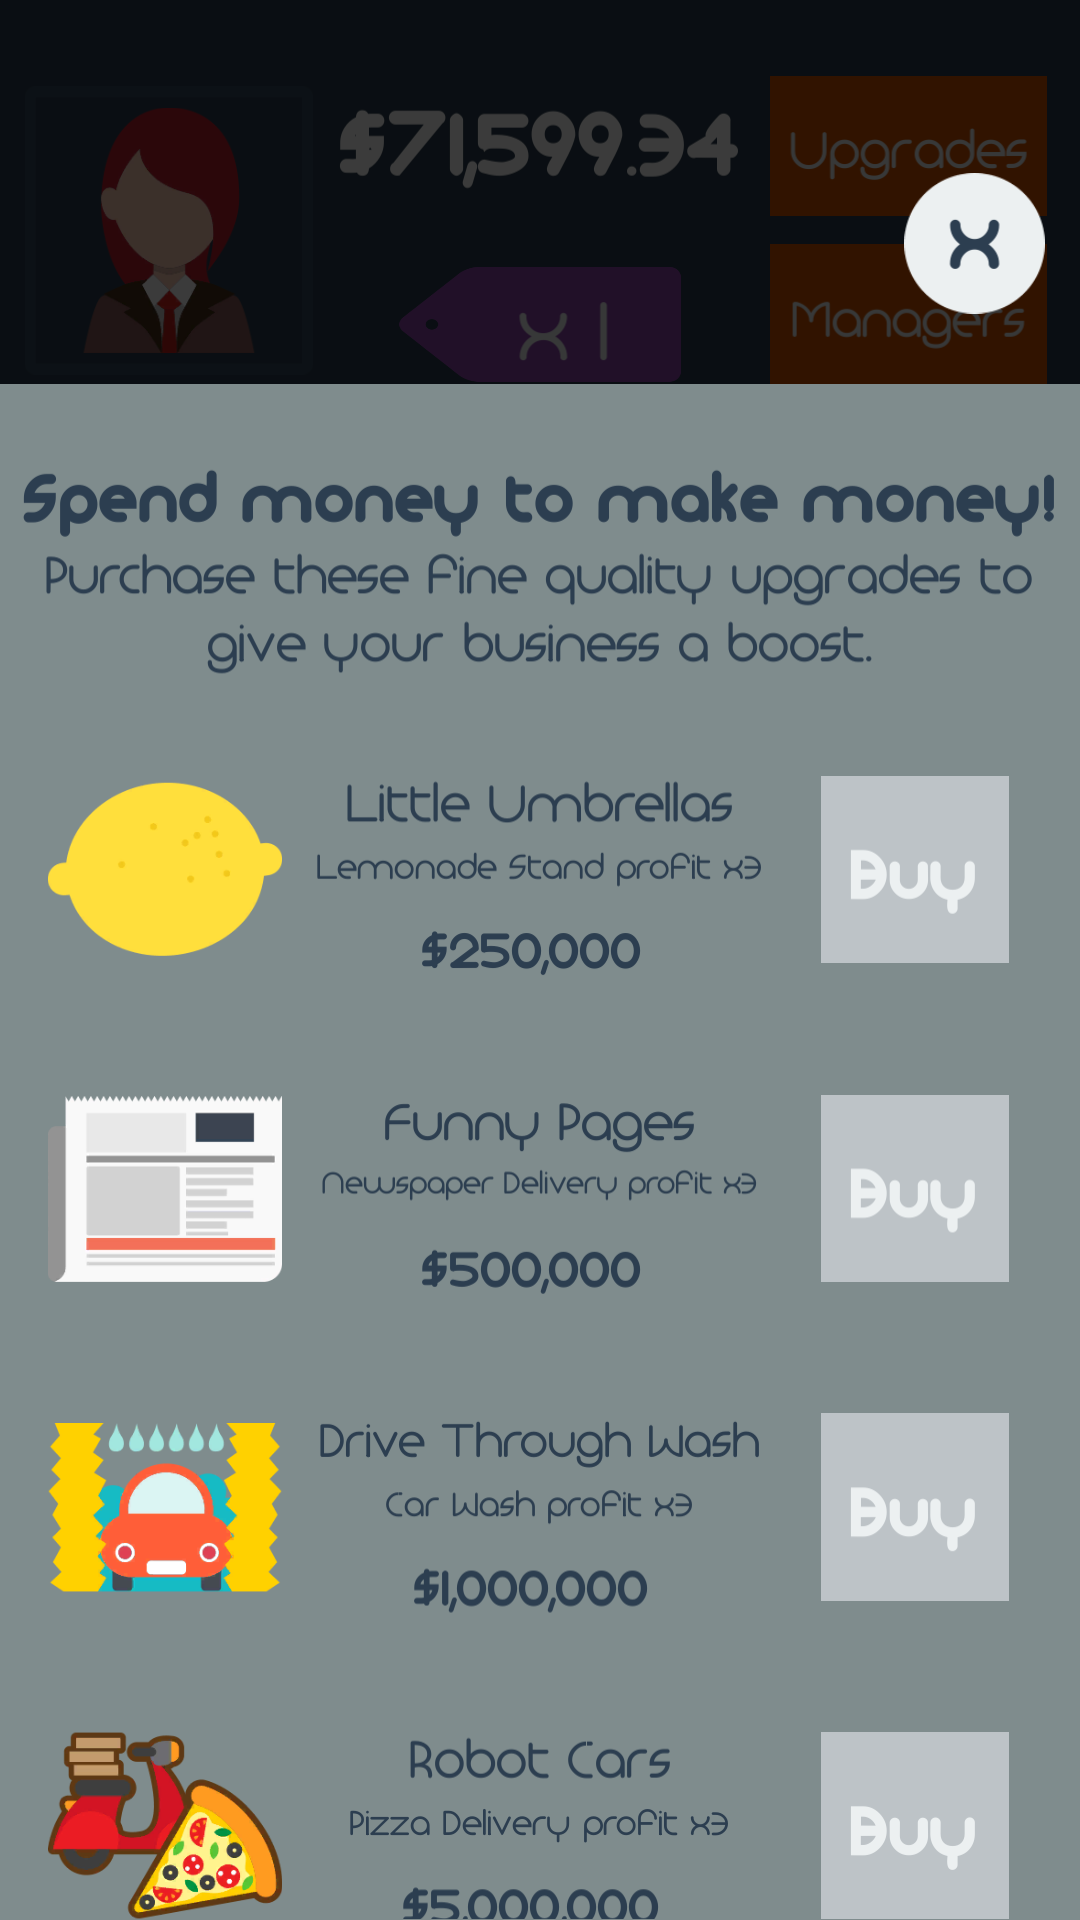 $71,599.34
Upgrades
x
x 1
Managers
Spend money to make money!
Purchase these fine quality upgrades to
give your business a boost.
Little Umbrellas
Lemonade Stand profit x3
$250,000
Buy
Funny Pages
Newspaper Delivery profit x3
$500,000
Buy
Drive Through Wash
Car Wash profit x3
$1,000,000
Buy
Robot Cars
Pizza Delivery profit x3
$5,000,000
Buy